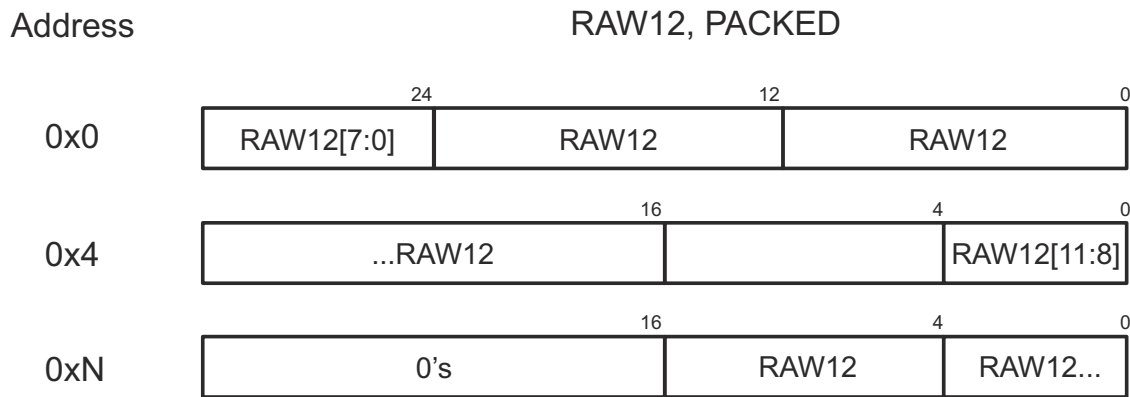 Address RAW12, PACKED
24 12 0
0x0 RAW12[7:0] RAW12 RAW12
16 4 0
0x4 ...RAW12 RAW12[11:8]
16 4 0
0xN 0's RAW12 RAW12...